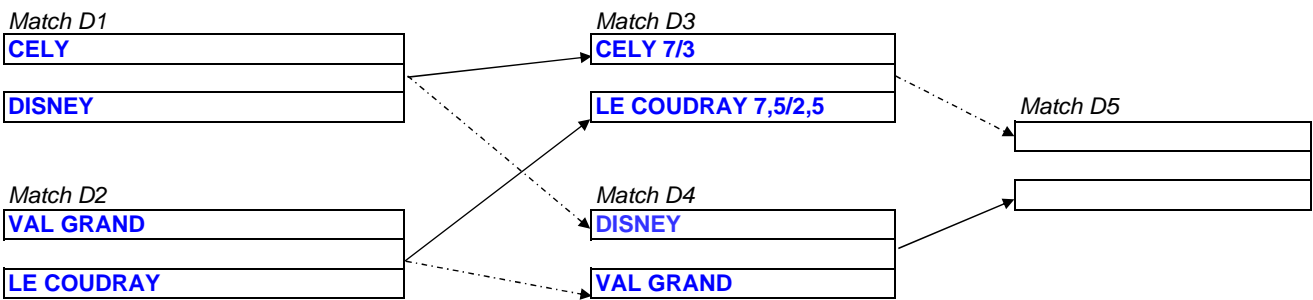 Match D1
CELY
DISNEY
Match D2
VAL GRAND
LE COUDRAY
Match D3
CELY 7/3
LE COUDRAY 7,5/2,5
Match D4
DISNEY
VAL GRAND
Match D5